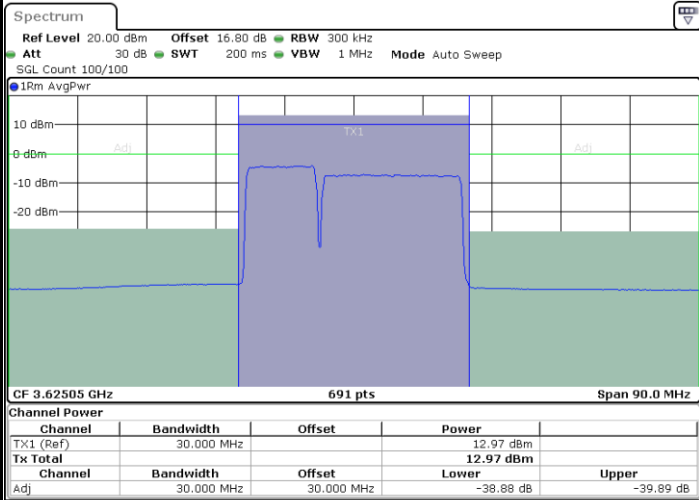 Spectrum
Ref Level 20.00 dBm Offset 16.80 dB RBW 300 kHz
Att 30 dB SWT 200 ms VBW 1 MHz Mode Auto Sweep
SGL Count 100/100
1Rm AvgPwr
10 dBm
TX1
Adj
Adj
0 dBm
-10 dBm
-20 dBm
CF 3.62505 GHz 691 pts Span 90.0 MHz
Channel Power
Channel Bandwidth Offset Power
TX1 (Ref) 30.000 MHz 12.97 dBm
Tx Total 12.97 dBm
Channel Bandwidth Offset Lower Upper
Adj 30.000 MHz 30.000 MHz -38.88 dB -39.89 dB